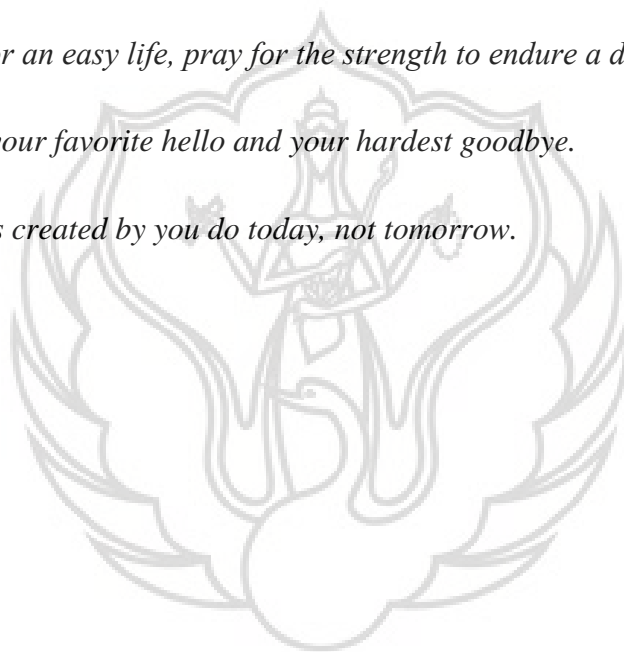 r an easy life, pray for the strength to endure a d
our favorite hello and your hardest goodbye.
s created by you do today, not tomorrow.